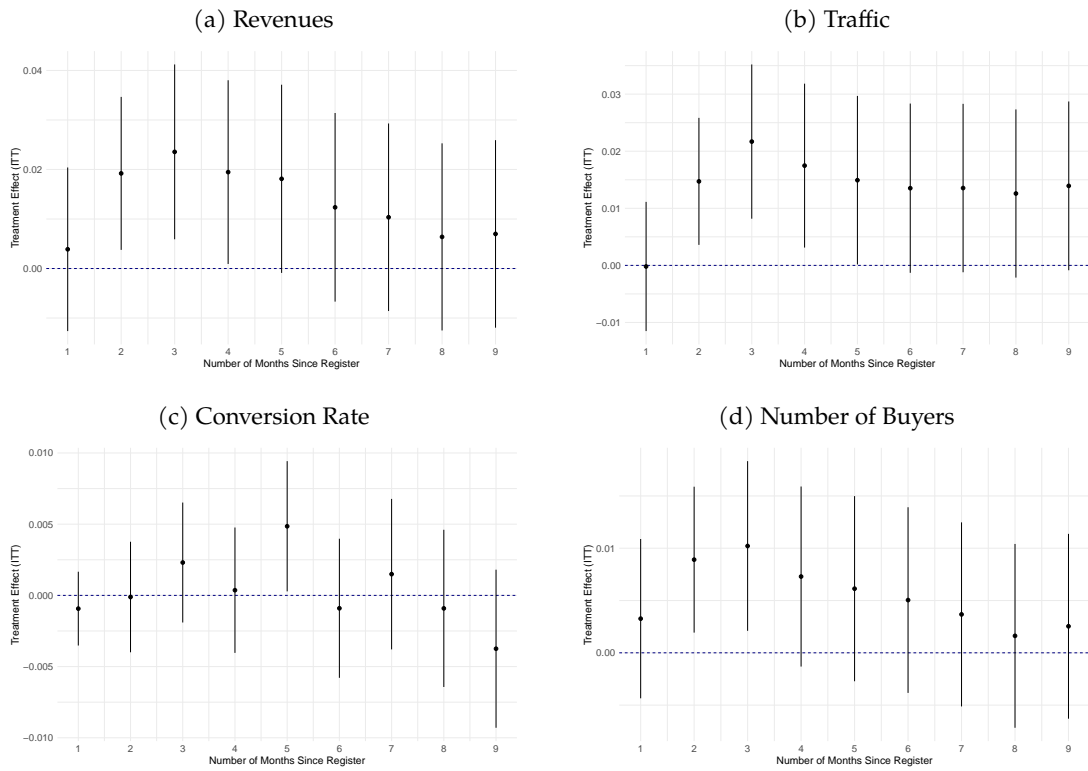 (a) Revenues
0.04
0.02
0.00
Treatment Effect (ITT)
1 2 3 4 5 6 7 8 9
Number of Months Since Register
(b) Traffic
0.03
0.02
0.01
0.00
−0.01
Treatment Effect (ITT)
1 2 3 4 5 6 7 8 9
Number of Months Since Register
(c) Conversion Rate
0.010
0.005
0.000
−0.005
−0.010
Treatment Effect (ITT)
1 2 3 4 5 6 7 8 9
Number of Months Since Register
(d) Number of Buyers
0.01
0.00
Treatment Effect (ITT)
1 2 3 4 5 6 7 8 9
Number of Months Since Register